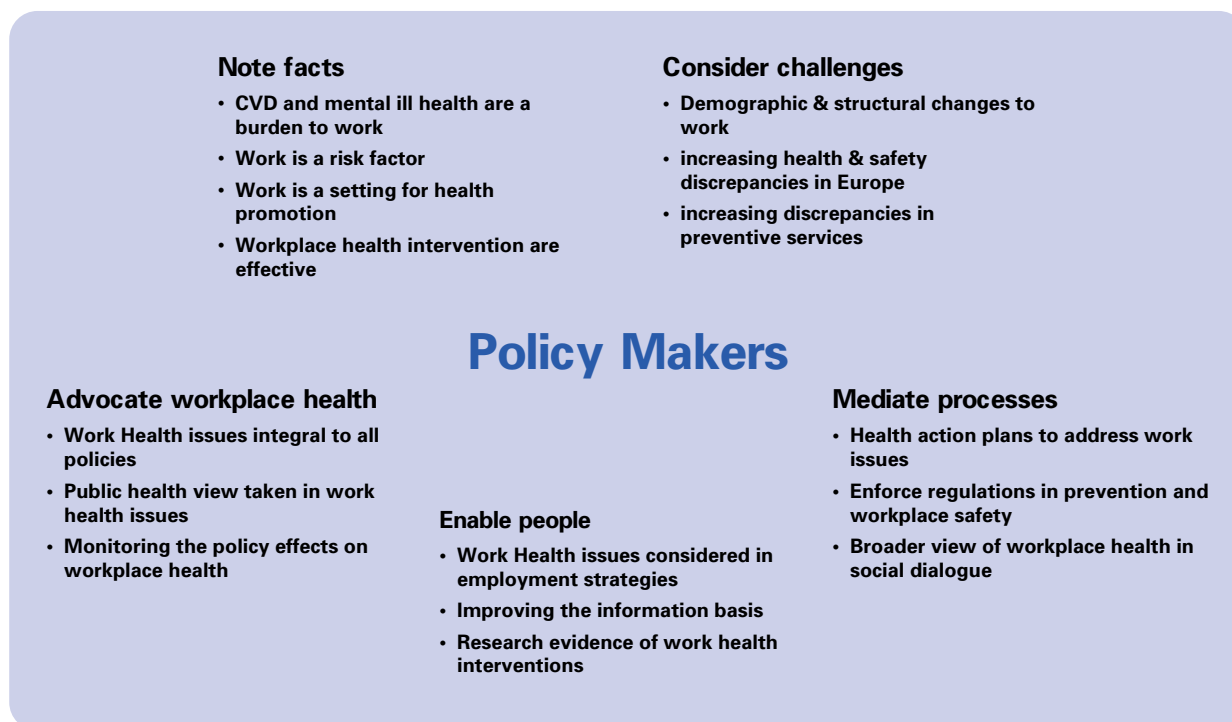 Note facts
• CVD and mental ill health are a
burden to work
• Work is a risk factor
• Work is a setting for health
promotion
• Workplace health intervention are
effective
Consider challenges
• Demographic & structural changes to
work
• increasing health & safety
discrepancies in Europe
• increasing discrepancies in
preventive services
Policy Makers
Advocate workplace health
• Work Health issues integral to all
policies
• Public health view taken in work
health issues
• Monitoring the policy effects on
workplace health
Enable people
• Work Health issues considered in
employment strategies
• Improving the information basis
• Research evidence of work health
interventions
Mediate processes
• Health action plans to address work
issues
• Enforce regulations in prevention and
workplace safety
• Broader view of workplace health in
social dialogue